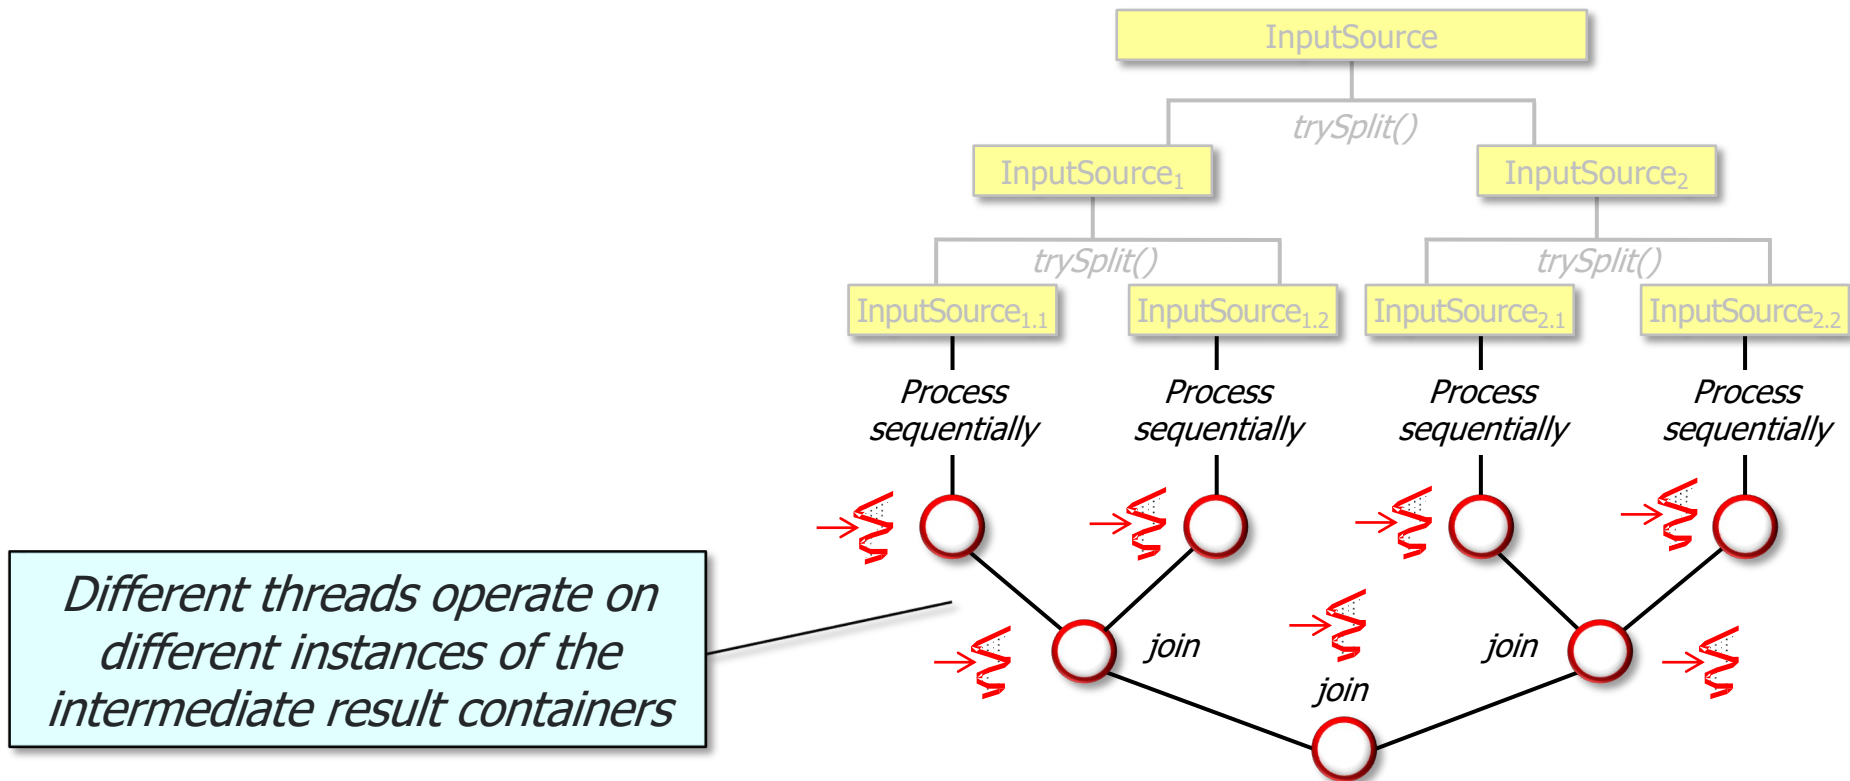 InputSource
trySplit()
InputSource₁
InputSource₂
trySplit()
trySplit()
InputSource₁.₁
InputSource₁.₂
InputSource₂.₁
InputSource₂.₂
Process
sequentially
Process
sequentially
Process
sequentially
Process
sequentially
Different threads operate on
different instances of the
intermediate result containers
join
join
join